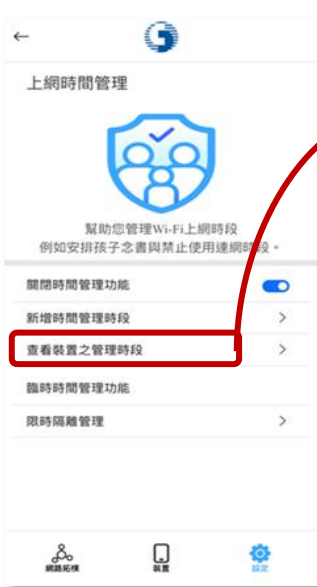 上網時間管理
幫助您管理Wi-Fi上網時段
例如安排孩子念書與禁止使用連網時段。
關閉時間管理功能
新增時間管理時段
查看裝置之管理時段
臨時時間管理功能
限時隔離管理
網路拓樸
裝置
設定